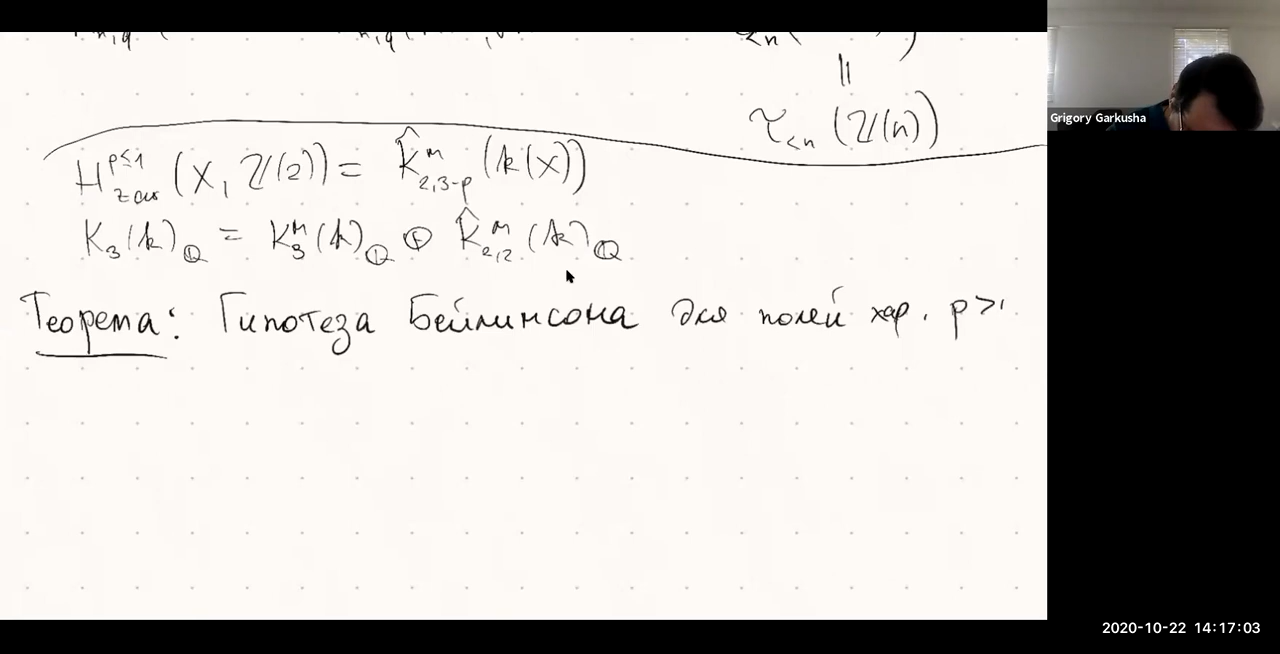 ||
τ_{<n} (ℤ(n))
H^{p≤1}_{zar} (X, ℤ(2)) = K̂^M_{2,3-p} (k(X))
K_3(k)_ℚ = K^M_3(k)_ℚ ⊕ K̂^M_{2,2}(k)_ℚ
Теорема: Гипотеза Бейлинсона для полей хар. p>
Grigory Garkusha
2020-10-22 14:17:03